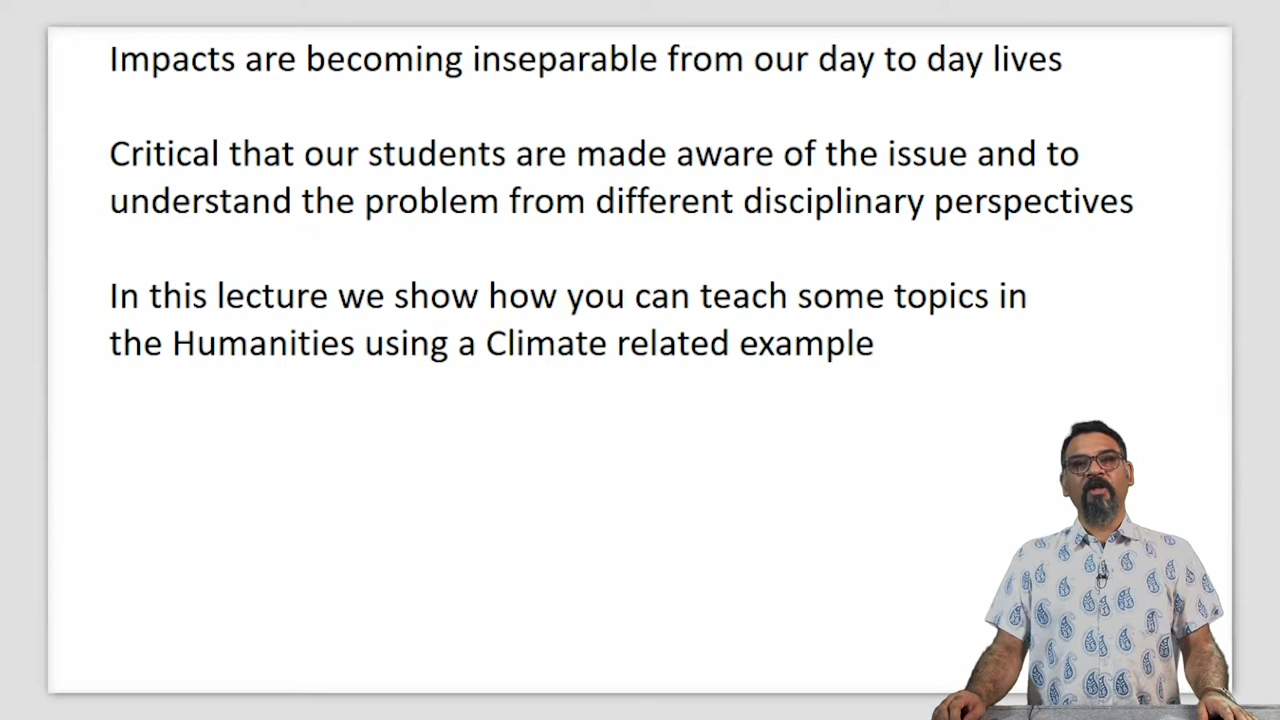 Impacts are becoming inseparable from our day to day lives
Critical that our students are made aware of the issue and to
understand the problem from different disciplinary perspectives
In this lecture we show how you can teach some topics in
the Humanities using a Climate related example